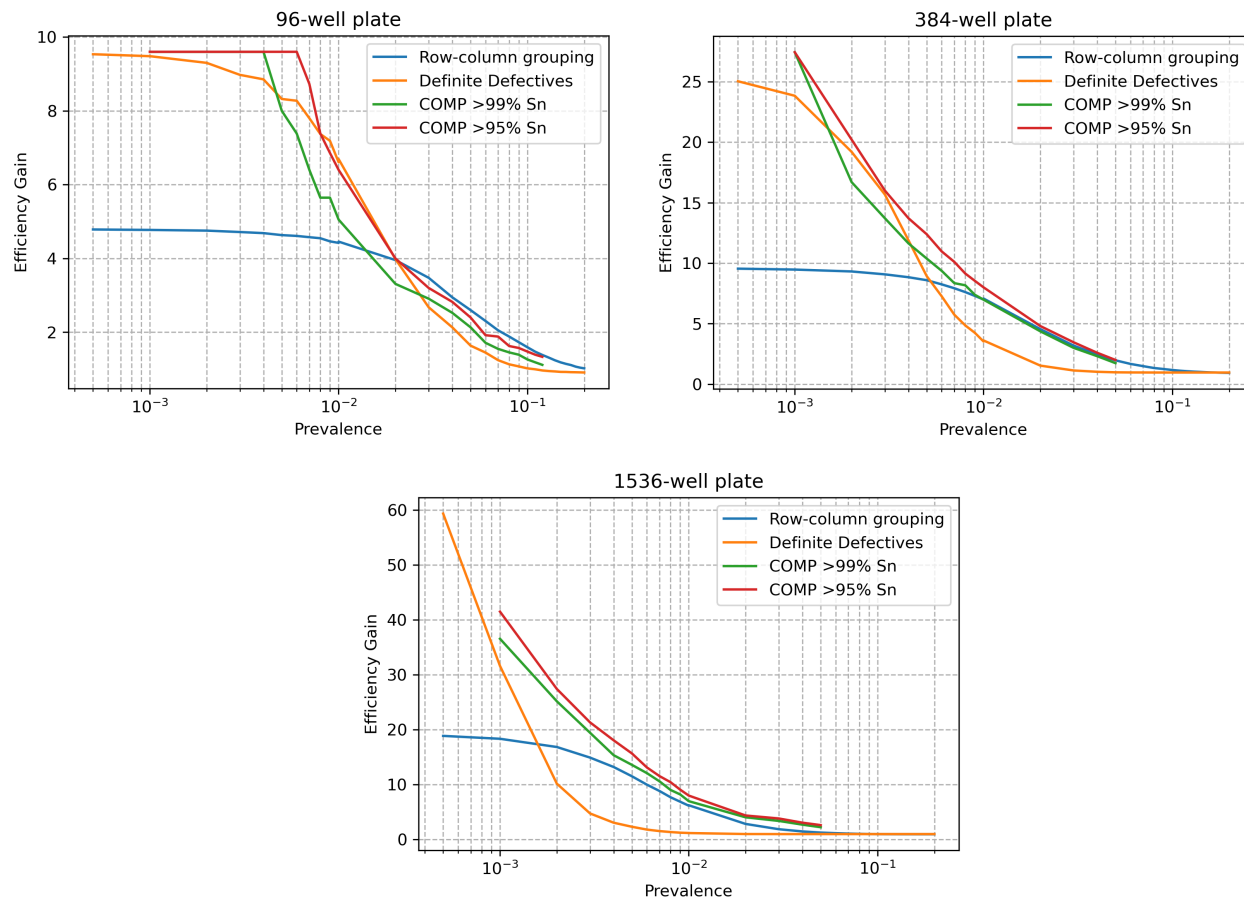 96-well plate
Efficiency Gain
10
8
6
4
2
Row-column grouping
Definite Defectives
COMP >99% Sn
COMP >95% Sn
10⁻³
10⁻²
10⁻¹
Prevalence
384-well plate
Efficiency Gain
25
20
15
10
5
0
Row-column grouping
Definite Defectives
COMP >99% Sn
COMP >95% Sn
10⁻³
10⁻²
10⁻¹
Prevalence
1536-well plate
Efficiency Gain
60
50
40
30
20
10
0
Row-column grouping
Definite Defectives
COMP >99% Sn
COMP >95% Sn
10⁻³
10⁻²
10⁻¹
Prevalence